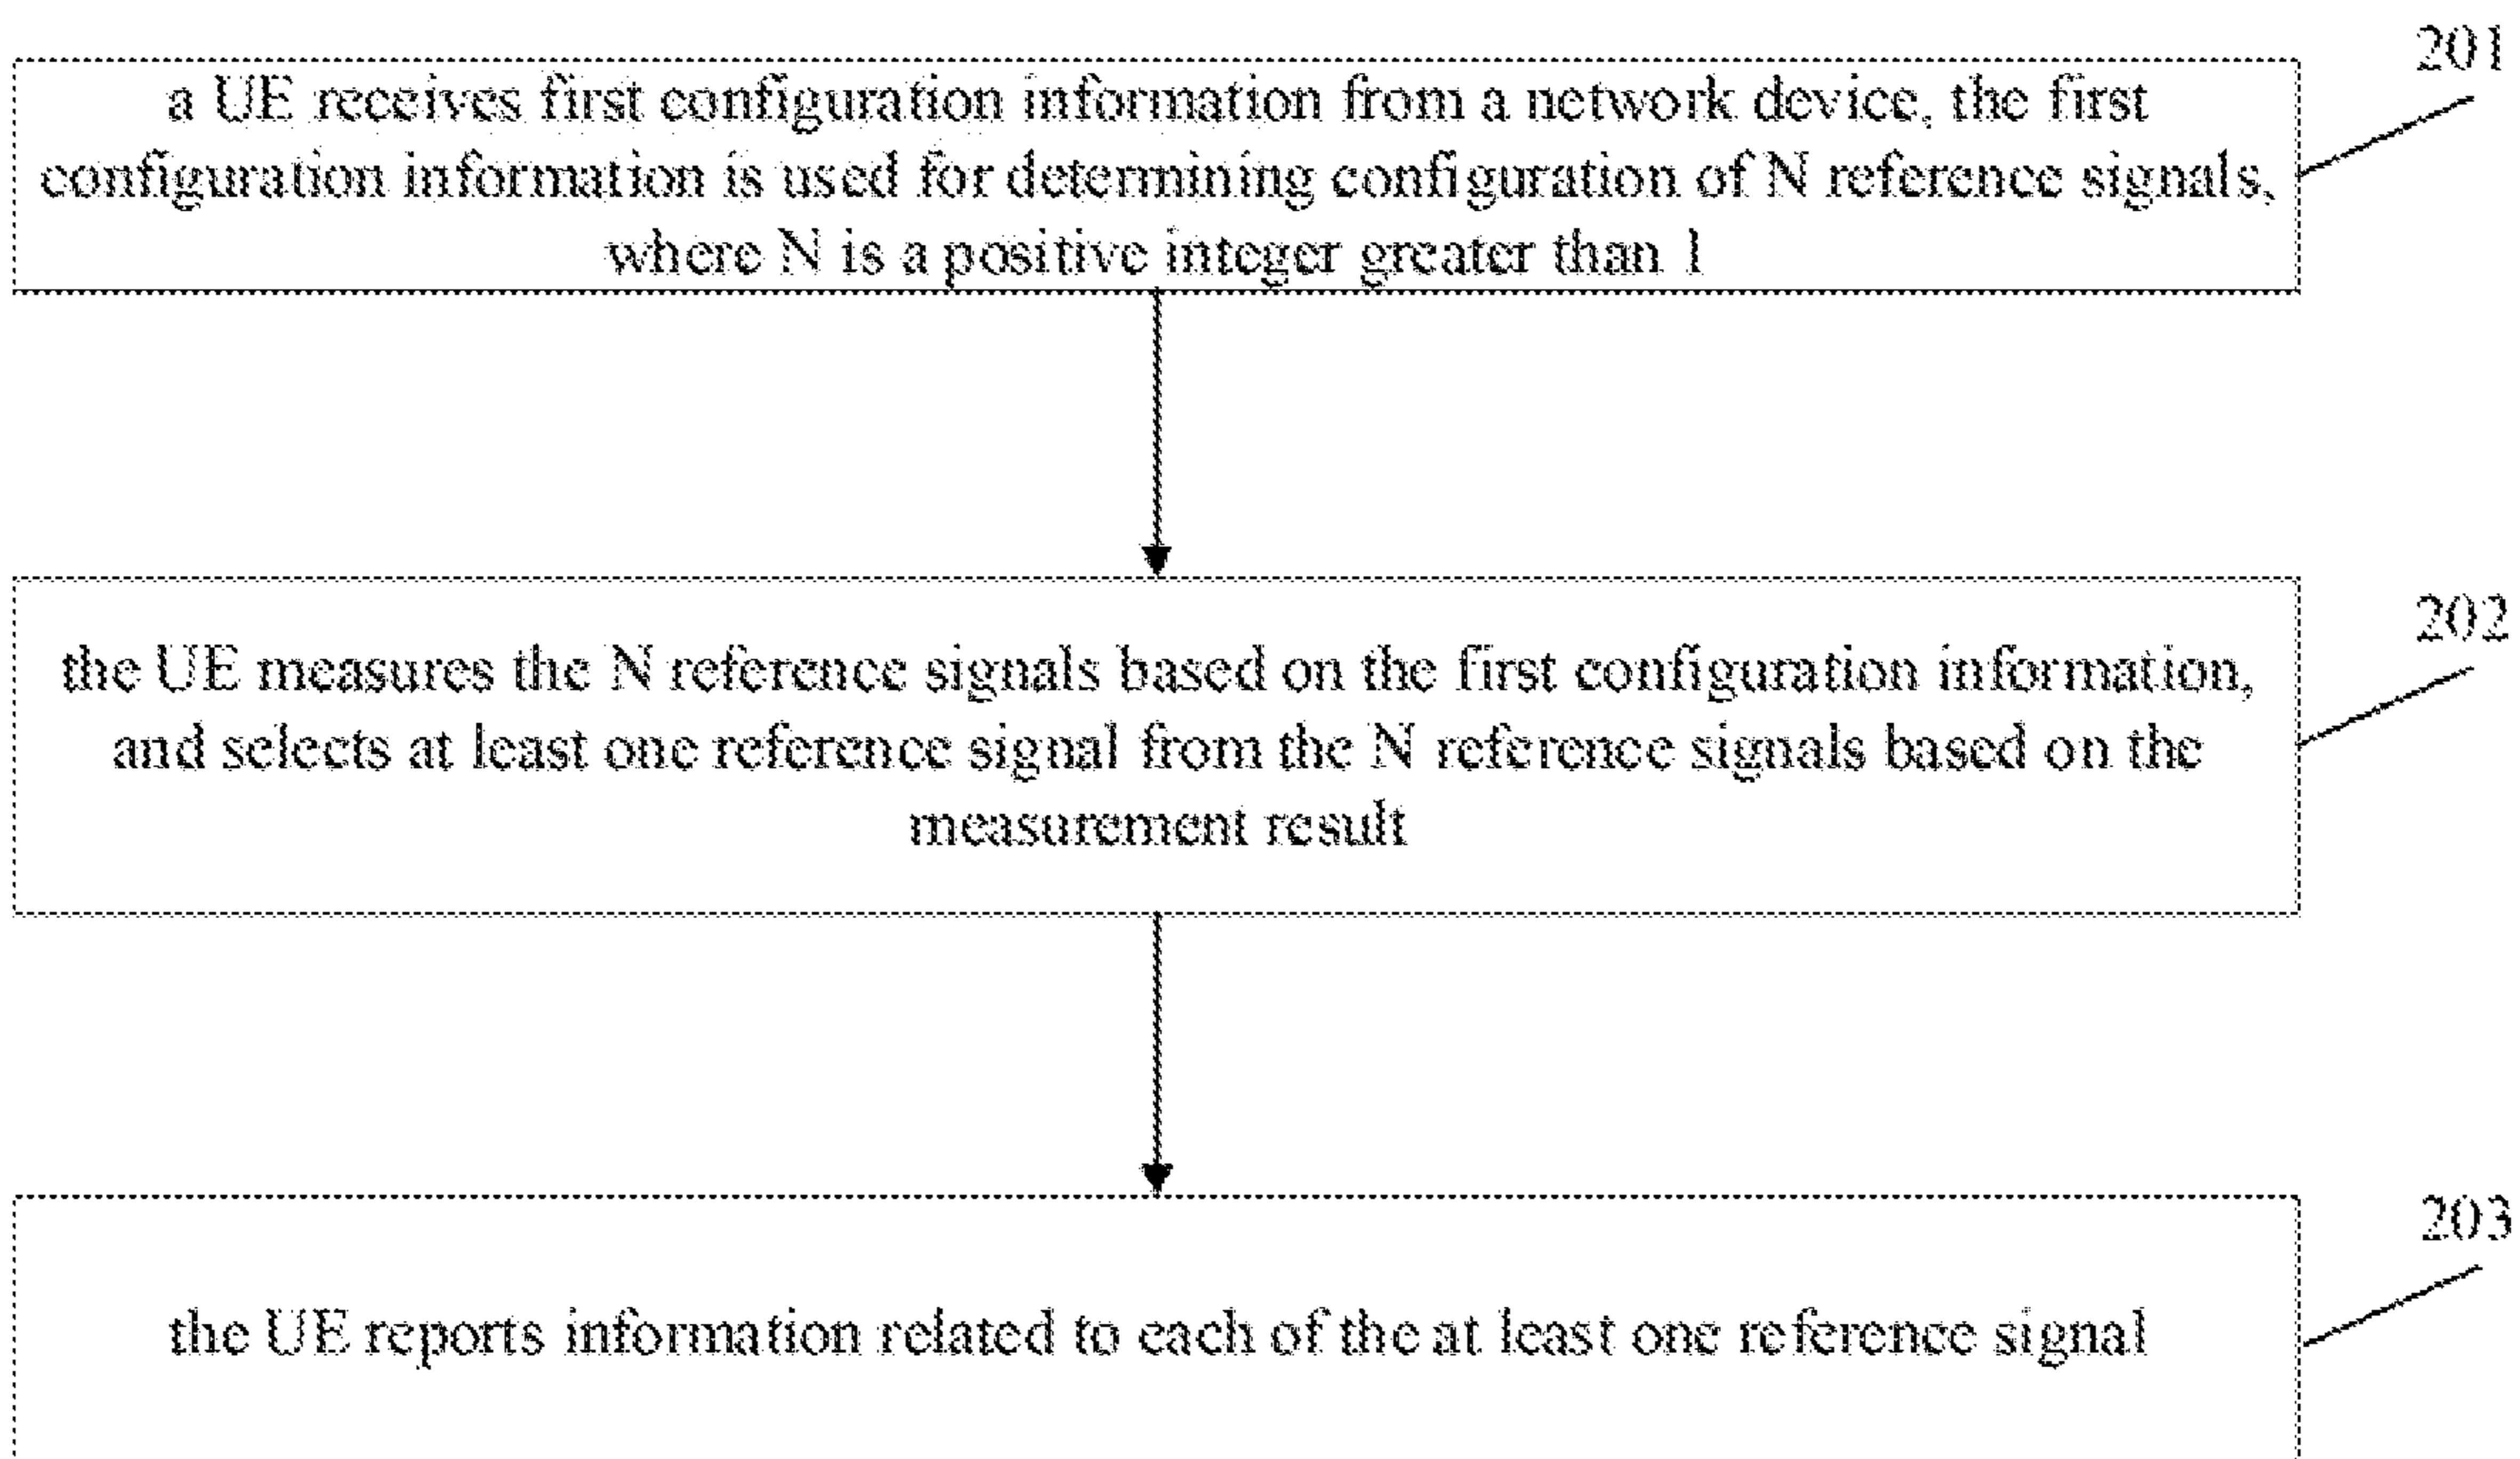 201
a UE receives first configuration information from a network device, the first
configuration information is used for determining configuration of N reference signals,
where N is a positive integer greater than 1
202
the UE measures the N reference signals based on the first configuration information,
and selects at least one reference signal from the N reference signals based on the
measurement result
203
the UE reports information related to each of the at least one reference signal